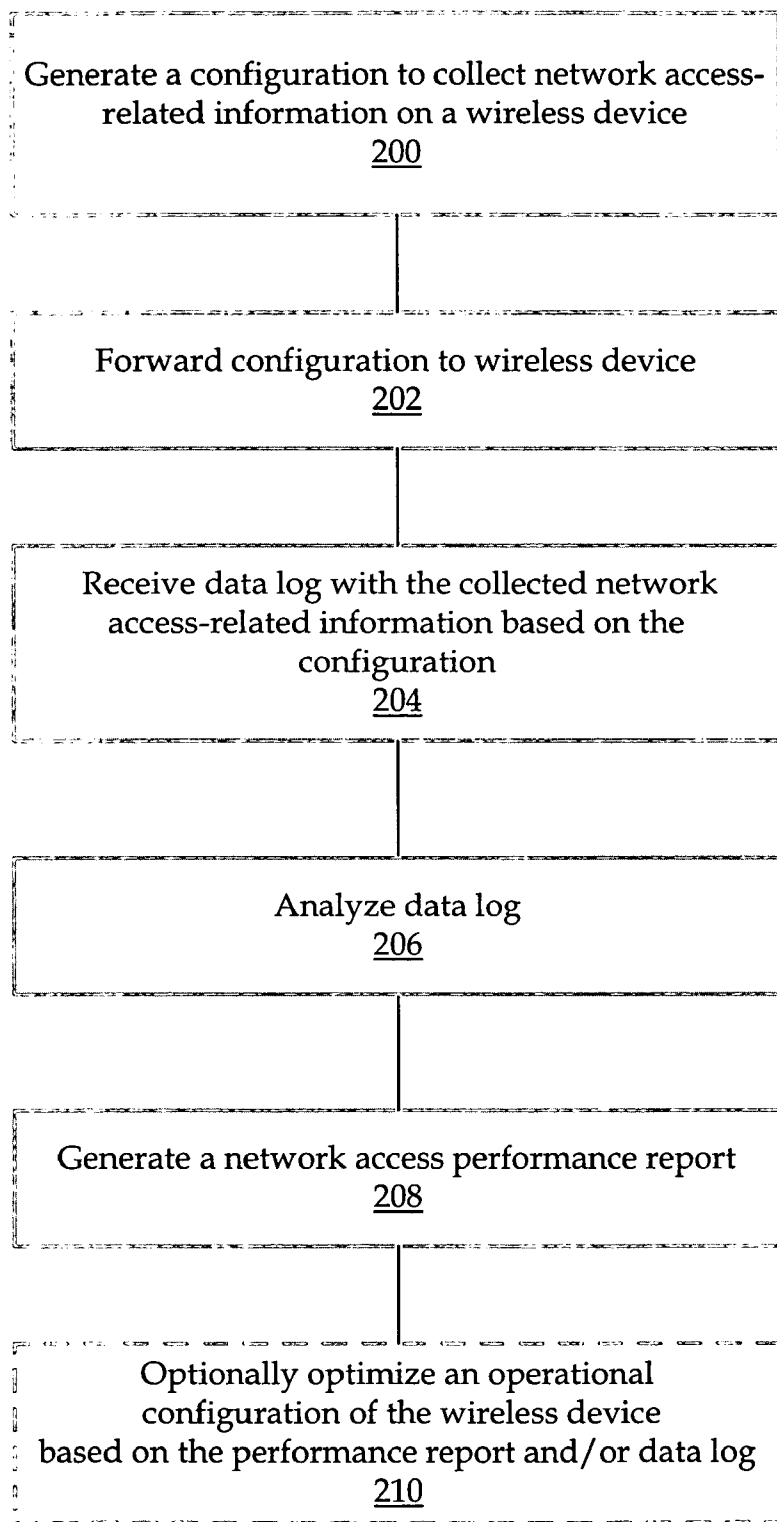 Generate a configuration to collect network access-
related information on a wireless device
200
Forward configuration to wireless device
202
Receive data log with the collected network
access-related information based on the
configuration
204
Analyze data log
206
Generate a network access performance report
208
Optionally optimize an operational
configuration of the wireless device
based on the performance report and/or data log
210